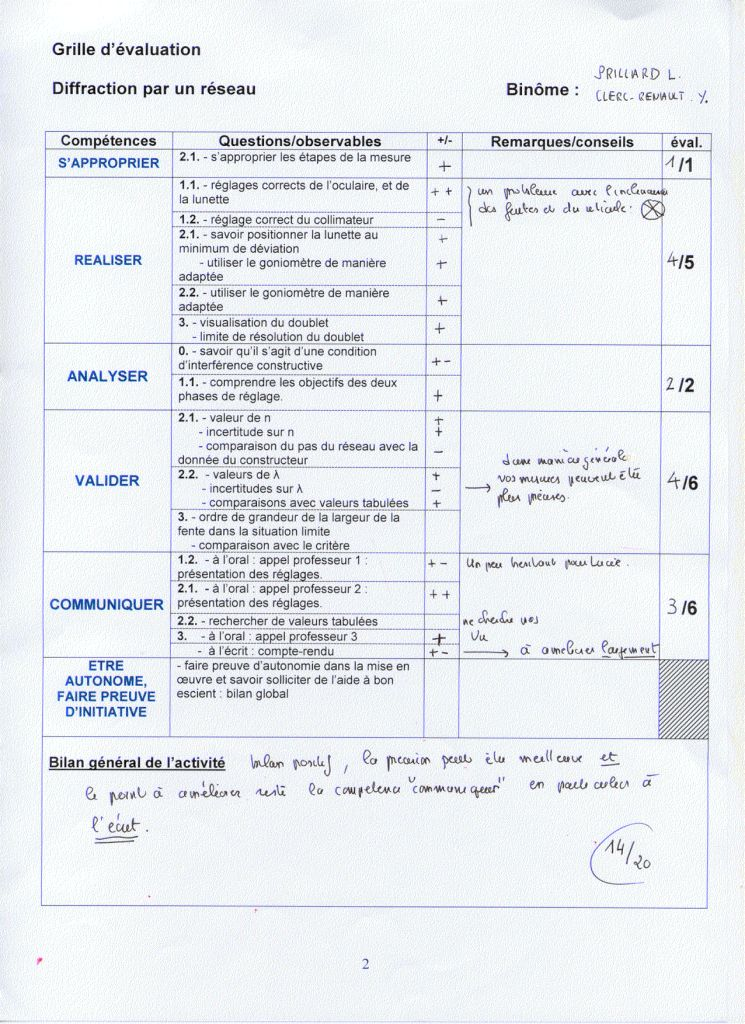 Grille d'évaluation
Diffraction par un réseau
Binôme :
PRILLARD L.
CLERC-RENAULT. Y.
Compétences Questions/observables +/- Remarques/conseils éval.
S'APPROPRIER 2.1. - s'approprier les étapes de la mesure + 1/1
REALISER
1.1. - réglages corrects de l'oculaire, et de
la lunette ++
un problème avec l'inclinaison
des fentes et du réticule.
1.2. - réglage correct du collimateur -
2.1. - savoir positionner la lunette au
minimum de déviation +
- utiliser le goniomètre de manière
adaptée +
4/5
2.2. - utiliser le goniomètre de manière
adaptée +
3. - visualisation du doublet
- limite de résolution du doublet +
ANALYSER
0. - savoir qu'il s'agit d'une condition
d'interférence constructive +-
1.1. - comprendre les objectifs des deux
phases de réglage. +
2/2
VALIDER
2.1. - valeur de n +
- incertitude sur n +
- comparaison du pas du réseau avec la
donnée du constructeur -
2.2. - valeurs de λ +
- incertitudes sur λ -
- comparaisons avec valeurs tabulées +
d'une manière générale
vos mesures peuvent être
→ plus précises.
4/6
3. - ordre de grandeur de la largeur de la
fente dans la situation limite
- comparaison avec le critère
COMMUNIQUER
1.2. - à l'oral : appel professeur 1 :
présentation des réglages. +-
Un peu hésitant pour Lucie.
2.1. - à l'oral : appel professeur 2 :
présentation des réglages. ++
2.2. - rechercher de valeurs tabulées
3. - à l'oral : appel professeur 3 +
Vu
- à l'écrit : compte-rendu +-
→ à améliorer largement
3/6
ETRE
AUTONOME,
FAIRE PREUVE
D'INITIATIVE
- faire preuve d'autonomie dans la mise en
œuvre et savoir solliciter de l'aide à bon
escient : bilan global
Bilan général de l'activité bilan positif, la précision peut être meilleure et
le point à améliorer reste la compétence "communiquer" en particulier à
l'écrit.
14/20
2